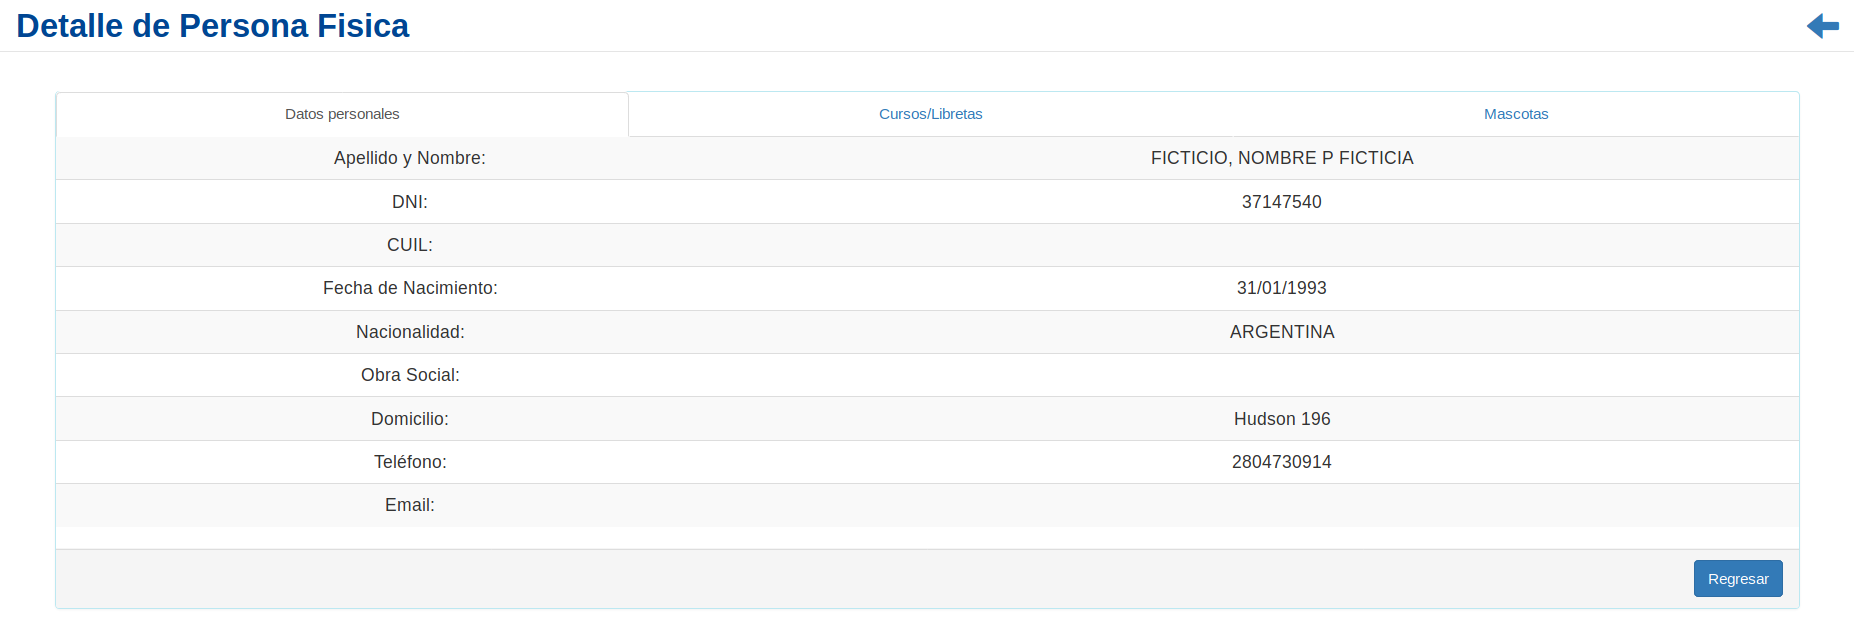 Detalle de Persona Fisica
Datos personales Cursos/Libretas Mascotas
Apellido y Nombre: FICTICIO, NOMBRE P FICTICIA
DNI: 37147540
CUIL:
Fecha de Nacimiento: 31/01/1993
Nacionalidad: ARGENTINA
Obra Social:
Domicilio: Hudson 196
Teléfono: 2804730914
Email:
Regresar